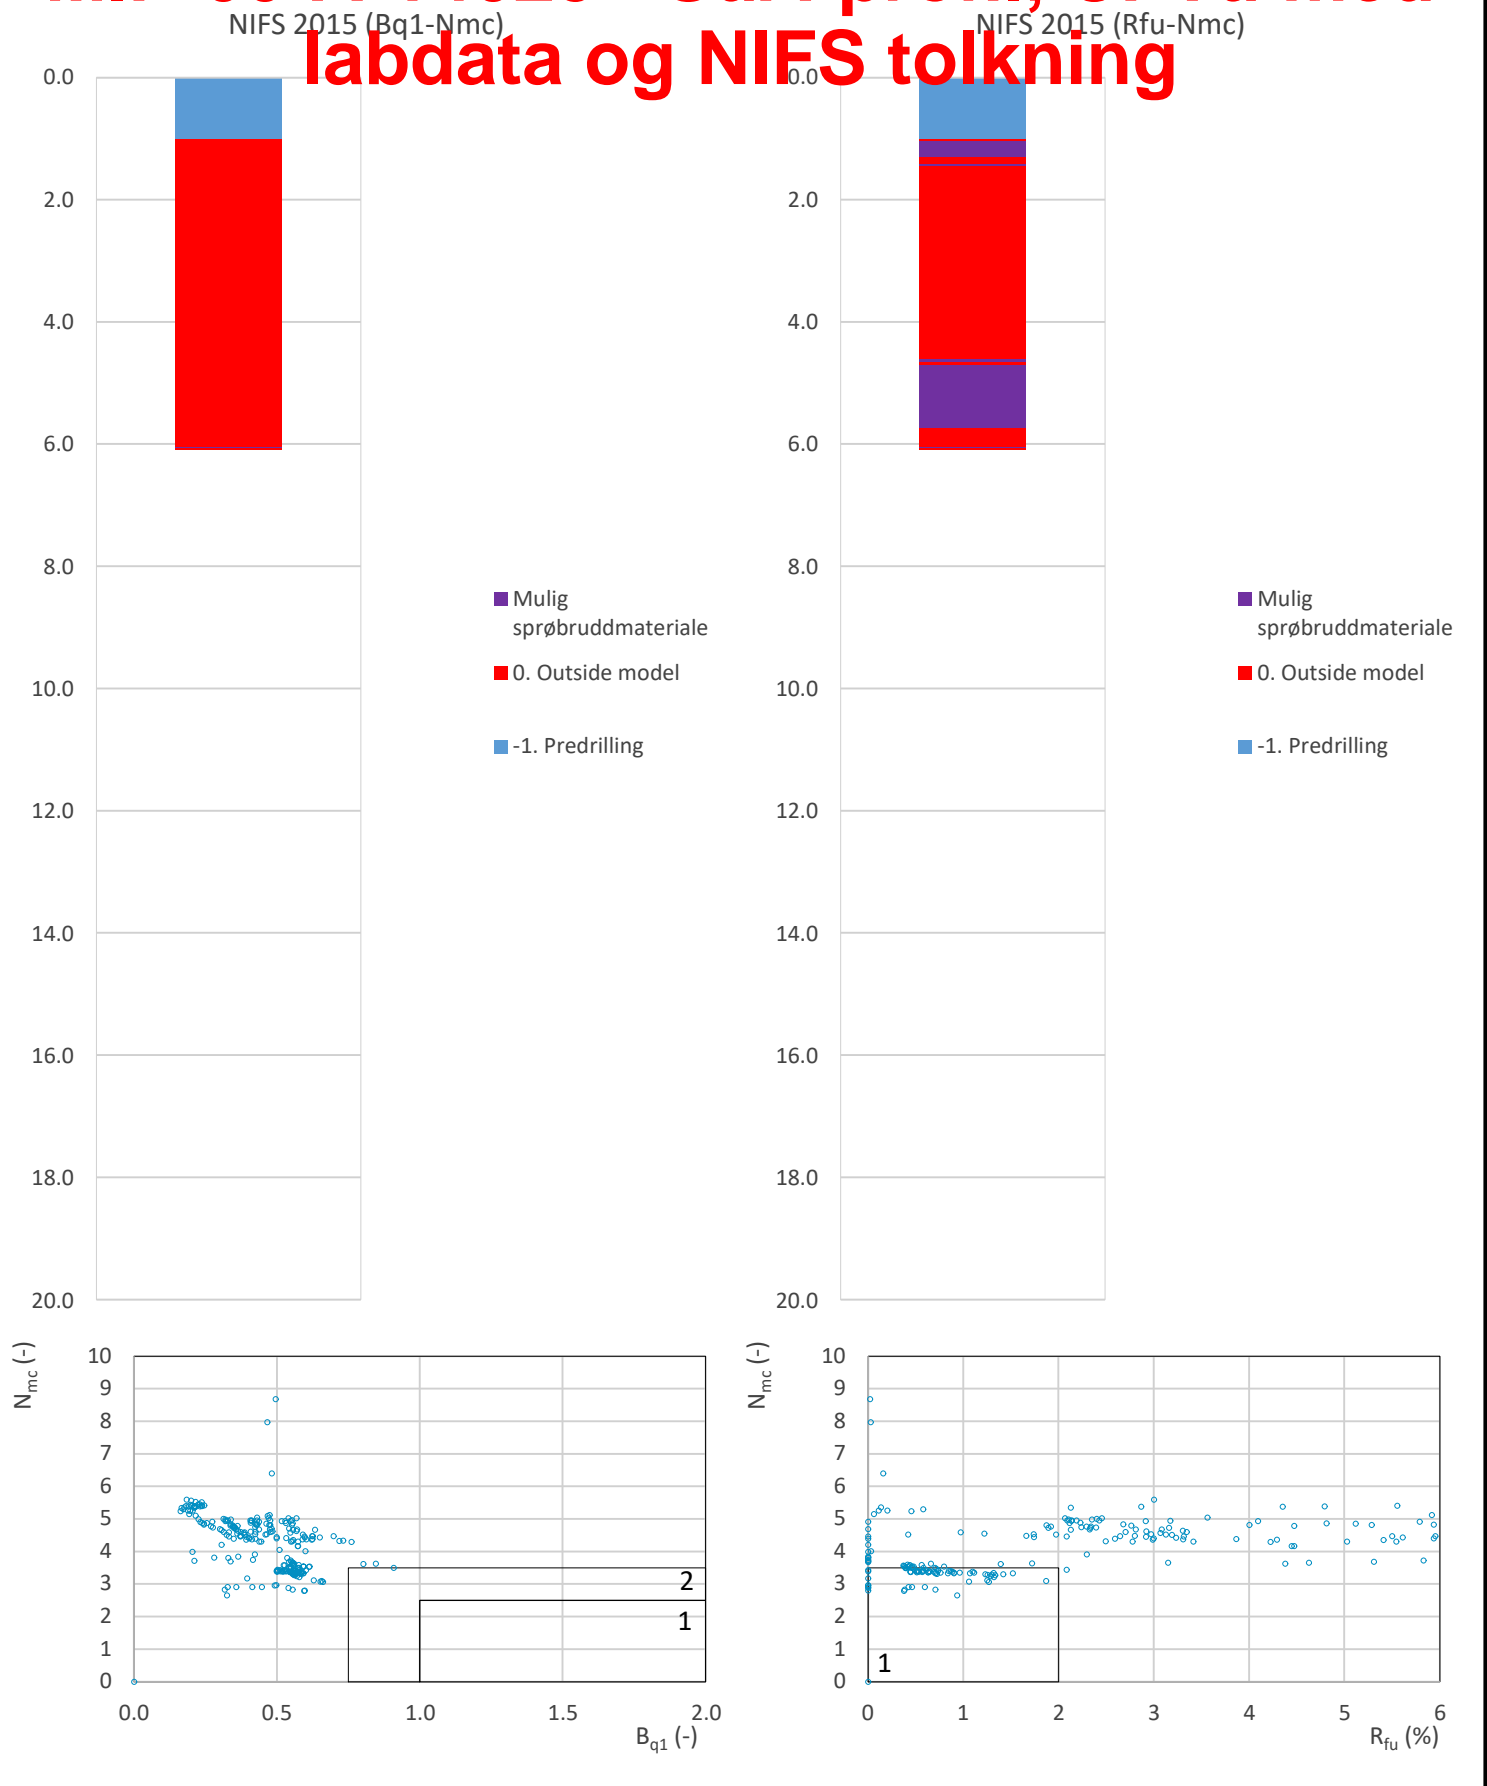 labdata og NIFS tolkning
NIFS 2015 (Bq1-Nmc)
0.0
2.0
4.0
6.0
8.0
10.0
12.0
14.0
16.0
18.0
20.0
Mulig
sprøbruddmateriale
0. Outside model
-1. Predrilling
NIFS 2015 (Rfu-Nmc)
0.0
2.0
4.0
6.0
8.0
10.0
12.0
14.0
16.0
18.0
20.0
Mulig
sprøbruddmateriale
0. Outside model
-1. Predrilling
Nmc (-)
10
9
8
7
6
5
4
3
2
1
0
2
1
0.0 0.5 1.0 1.5 2.0
Bq1 (-)
Nmc (-)
10
9
8
7
6
5
4
3
2
1
0
1
0 1 2 3 4 5 6
Rfu (%)